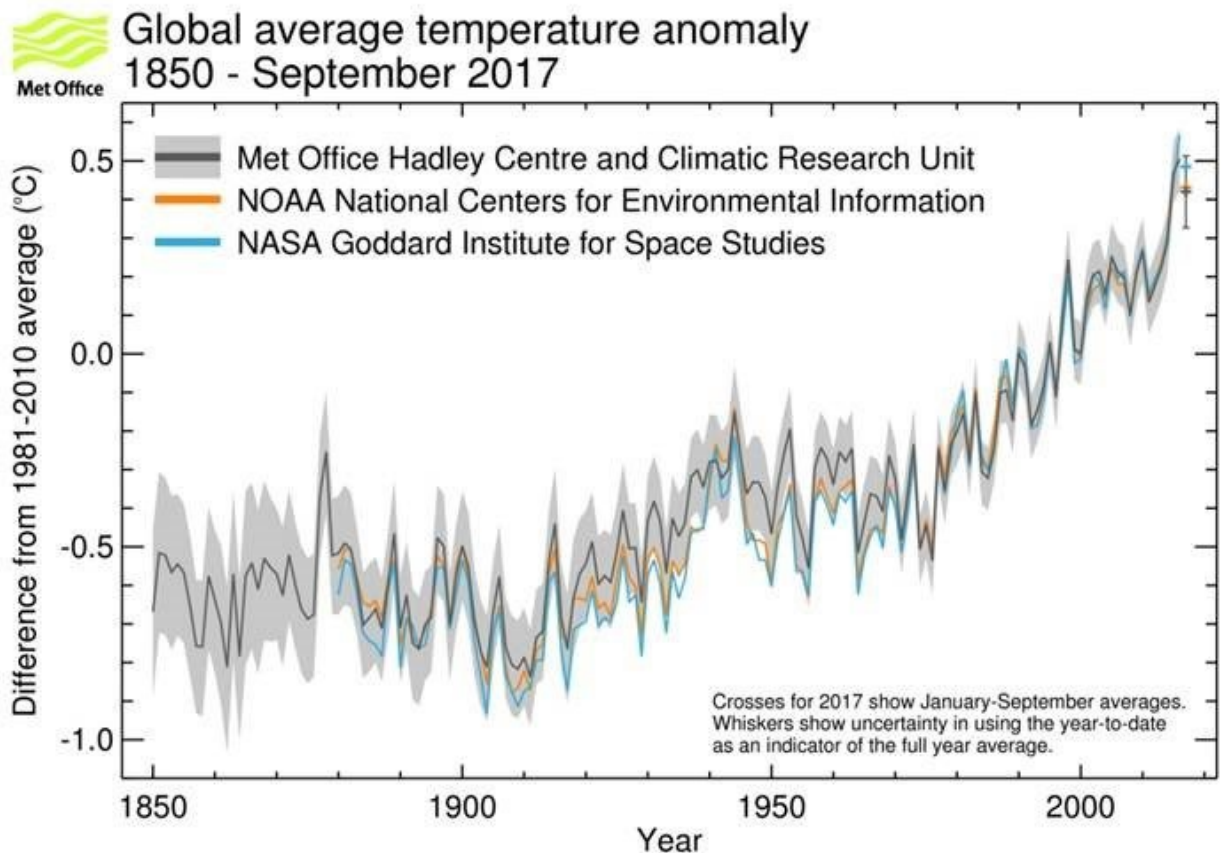 Met Office
Global average temperature anomaly
1850 - September 2017
Difference from 1981-2010 average (°C)
0.5
0.0
-0.5
-1.0
Met Office Hadley Centre and Climatic Research Unit
NOAA National Centers for Environmental Information
NASA Goddard Institute for Space Studies
Crosses for 2017 show January-September averages.
Whiskers show uncertainty in using the year-to-date
as an indicator of the full year average.
1850
1900
1950
2000
Year